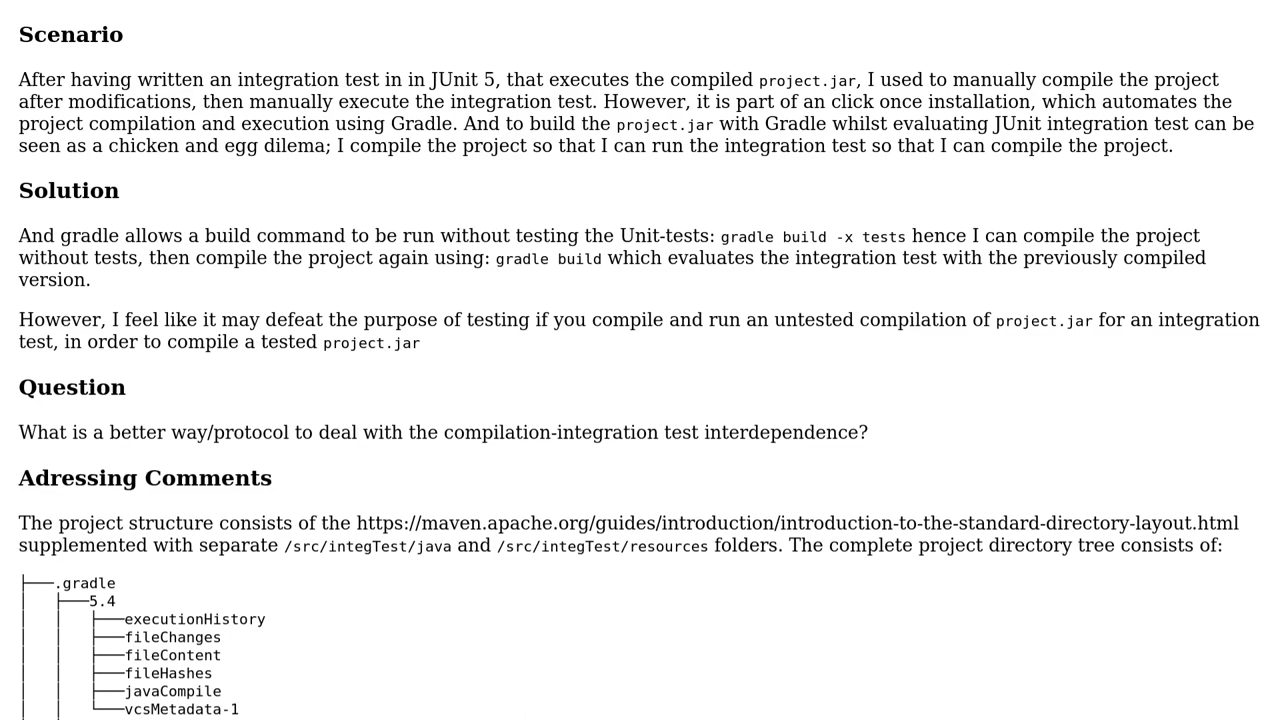 Scenario
After having written an integration test in in JUnit 5, that executes the compiled project.jar, I used to manually compile the project
after modifications, then manually execute the integration test. However, it is part of an click once installation, which automates the
project compilation and execution using Gradle. And to build the project.jar with Gradle whilst evaluating JUnit integration test can be
seen as a chicken and egg dilema; I compile the project so that I can run the integration test so that I can compile the project.
Solution
And gradle allows a build command to be run without testing the Unit-tests: gradle build -x tests hence I can compile the project
without tests, then compile the project again using: gradle build which evaluates the integration test with the previously compiled
version.
However, I feel like it may defeat the purpose of testing if you compile and run an untested compilation of project.jar for an integration
test, in order to compile a tested project.jar
Question
What is a better way/protocol to deal with the compilation-integration test interdependence?
Adressing Comments
The project structure consists of the https://maven.apache.org/guides/introduction/introduction-to-the-standard-directory-layout.html
supplemented with separate /src/integTest/java and /src/integTest/resources folders. The complete project directory tree consists of:
├───.gradle
│   ├───5.4
│   │   ├───executionHistory
│   │   ├───fileChanges
│   │   ├───fileContent
│   │   ├───fileHashes
│   │   ├───javaCompile
│   │   └───vcsMetadata-1